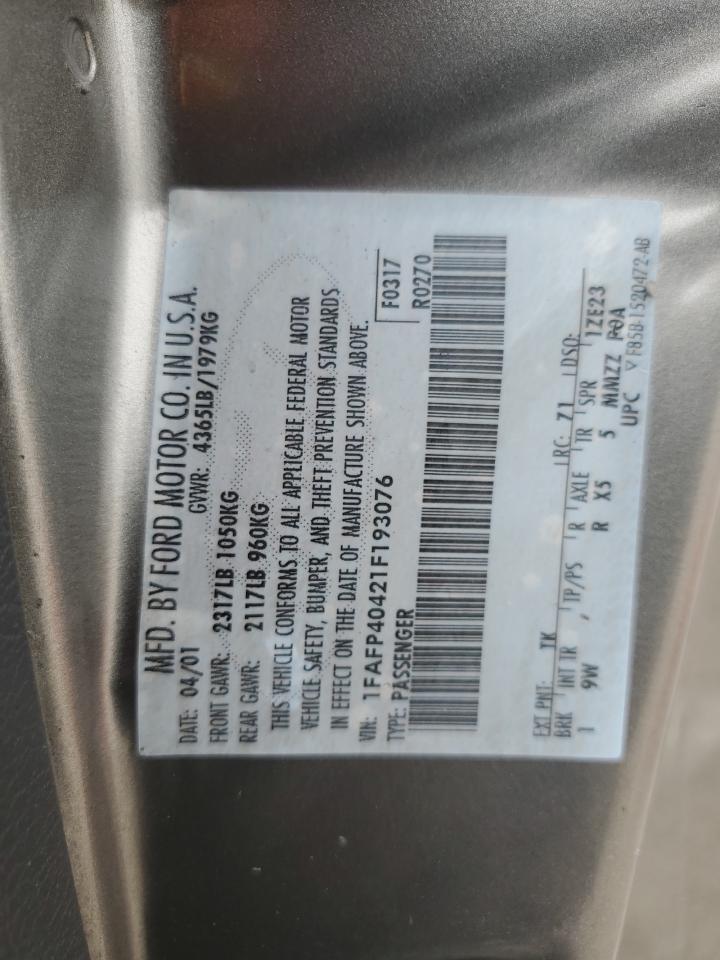 MFD. BY FORD MOTOR CO. IN U.S.A.
DATE: 04/01 GVWR: 4365LB/1979KG
FRONT GAWR: 2317LB 1050KG
REAR GAWR: 2117LB 960KG
THIS VEHICLE CONFORMS TO ALL APPLICABLE FEDERAL MOTOR
VEHICLE SAFETY, BUMPER, AND THEFT PREVENTION STANDARDS
IN EFFECT ON THE DATE OF MANUFACTURE SHOWN ABOVE.
VIN: 1FAFP40421F193076 F0317
TYPE: PASSENGER R0270
EXT PNT: TK RC: Z1 DSO:
BRK INT TR TP/PS R AXLE TR SPR
1 9W , R X5 5 MMZZ 1ZE23
UPC